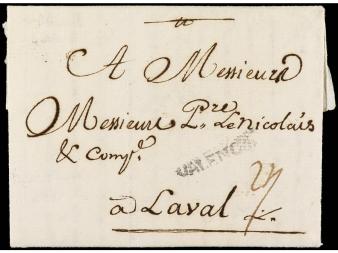 A Messieurs
Messieurs Pre. Le Nicolais
& Compe.
VALENCIA
a Laval